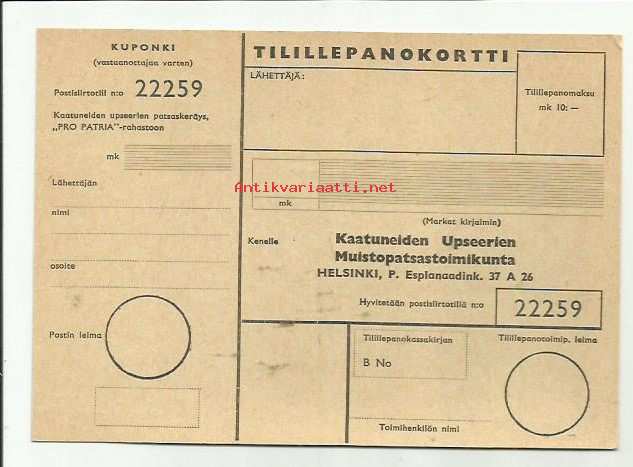 KUPONKI
(vastaanottajaa varten)
Postisiirtotili n:o 22259
Kaatuneiden upseerien patsaskeräys,
„PRO PATRIA"-rahastoon
mk
Lähettäjän
nimi
osoite
Postin leima
TILILLEPANOKORTTI
LÄHETTÄJÄ:
Tilillepanomaksu
mk 10:—
Antikvariaatti.net
mk
(Markat kirjaimin)
Kenelle
Kaatuneiden Upseerien
Muistopatsastoimikunta
HELSINKI, P. Esplanaadink. 37 A 26
Hyvitetään postisiirtotilliä n:o 22259
Tilillepanokassakirjan
B No
Tilillepanotoimip. leima
Toimihenkilön nimi